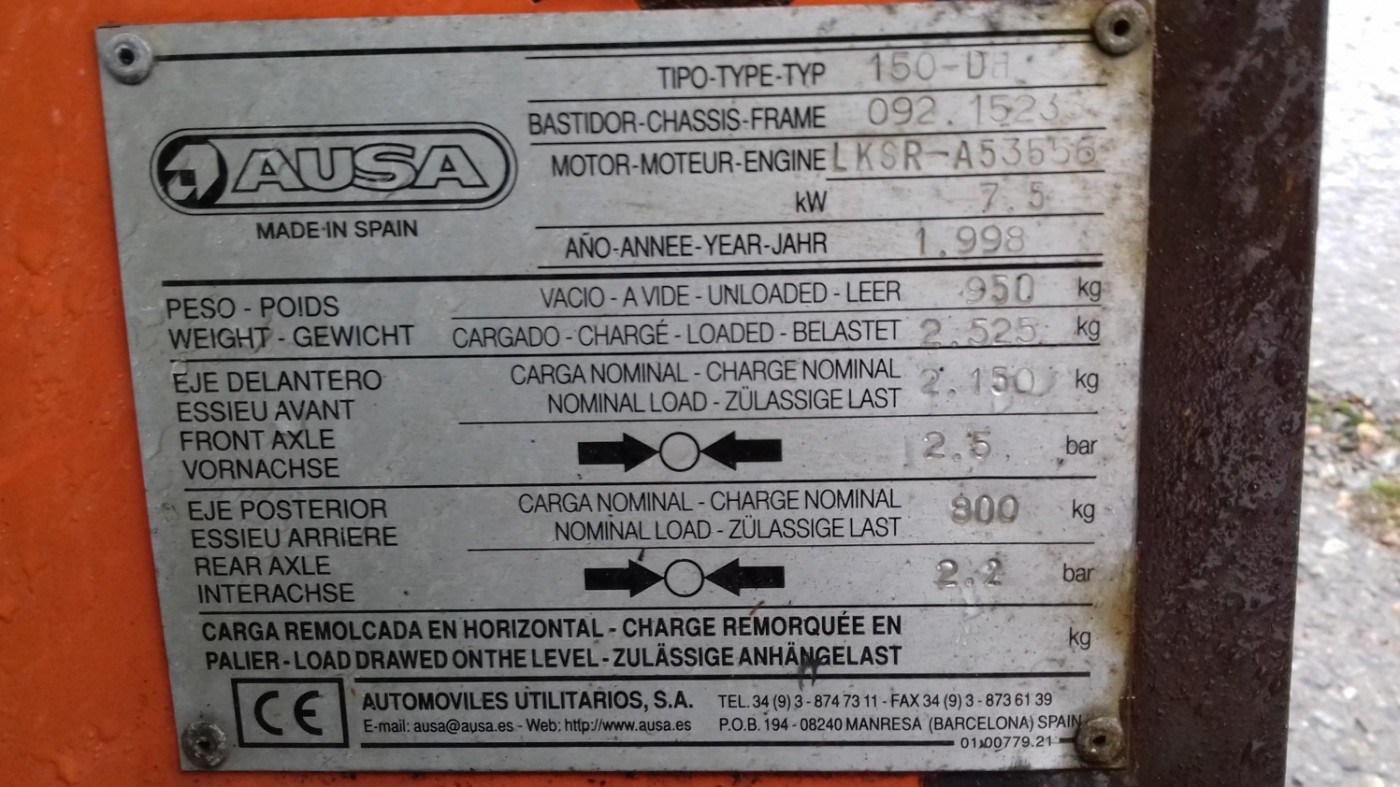 TIPO-TYPE-TYP 150-DH
BASTIDOR-CHASSIS-FRAME 092.1523
MOTOR-MOTEUR-ENGINE
AUSA
kW 7.5
MADE IN SPAIN
AÑO-ANNEE-YEAR-JAHR 1.998
PESO - POIDS
VACIO - A VIDE - UNLOADED - LEER 950 kg
WEIGHT - GEWICHT
CARGADO - CHARGÉ - LOADED - BELASTET 2.525 kg
EJE DELANTERO
ESSIEU AVANT
FRONT AXLE
VORNACHSE
CARGA NOMINAL - CHARGE NOMINAL
NOMINAL LOAD - ZÜLASSIGE LAST
2.150 kg
2.5 bar
EJE POSTERIOR
ESSIEU ARRIERE
REAR AXLE
INTERACHSE
CARGA NOMINAL - CHARGE NOMINAL
NOMINAL LOAD - ZÜLASSIGE LAST
800 kg
2.2 bar
CARGA REMOLCADA EN HORIZONTAL - CHARGE REMORQUÉE EN
PALIER - LOAD DRAWED ON THE LEVEL - ZULÄSSIGE ANHÄNGELAST
kg
CE
AUTOMOVILES UTILITARIOS, S.A. TEL. 34 (9) 3 - 874 73 11 - FAX 34 (9) 3 - 873 61 39
E-mail: ausa@ausa.es - Web: http://www.ausa.es P.O.B. 194 - 08240 MANRESA (BARCELONA) SPAIN
01.00779.21